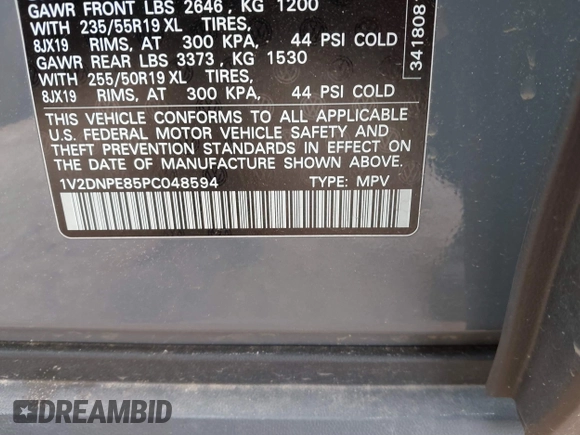 GAWR FRONT LBS 2646 , KG 1200
WITH 235/55R19 XL TIRES,
8JX19 RIMS, AT 300 KPA, 44 PSI COLD
GAWR REAR LBS 3373 , KG 1530
WITH 255/50R19 XL TIRES,
8JX19 RIMS, AT 300 KPA, 44 PSI COLD
THIS VEHICLE CONFORMS TO ALL APPLICABLE
U.S. FEDERAL MOTOR VEHICLE SAFETY AND
THEFT PREVENTION STANDARDS IN EFFECT ON
THE DATE OF MANUFACTURE SHOWN ABOVE.
1V2DNPE85PC048594 TYPE: MPV
3418081
DREAMBID